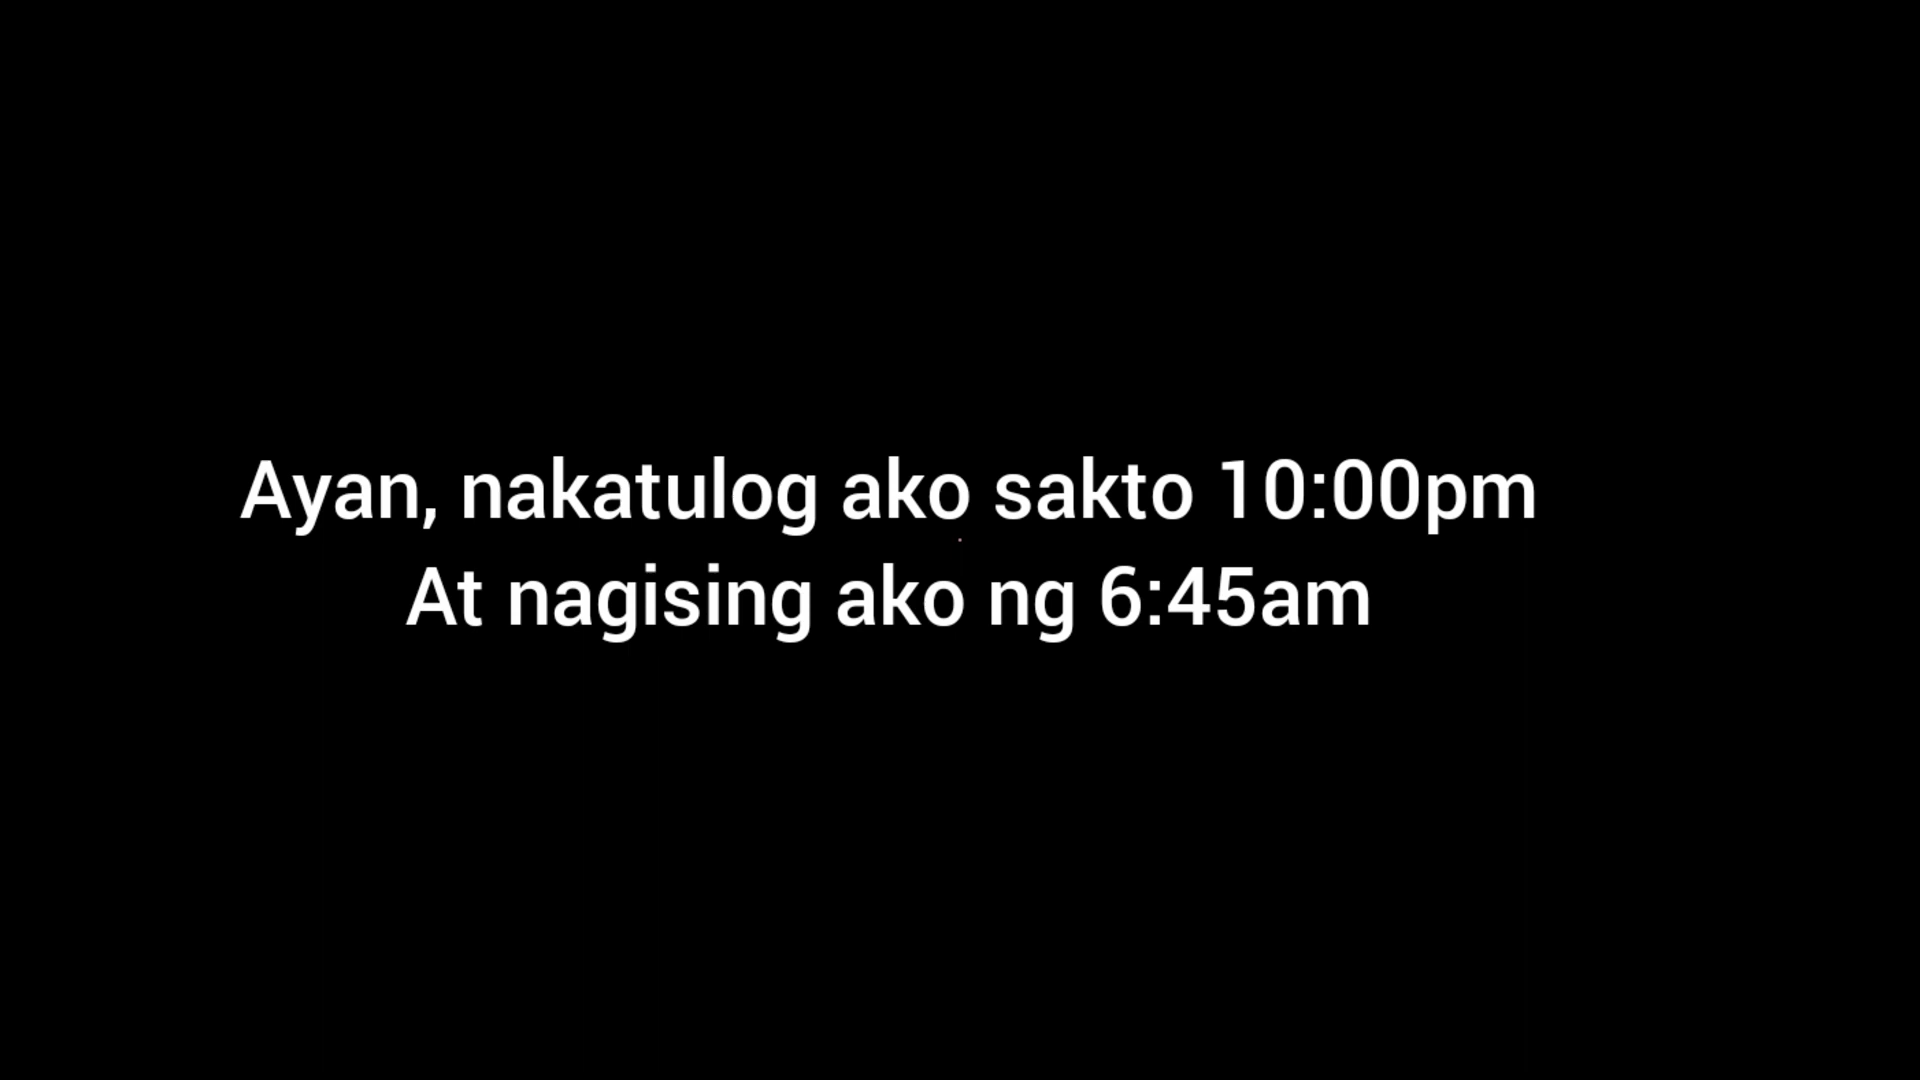 Ayan, nakatulog ako sakto 10:00pm
At nagising ako ng 6:45am